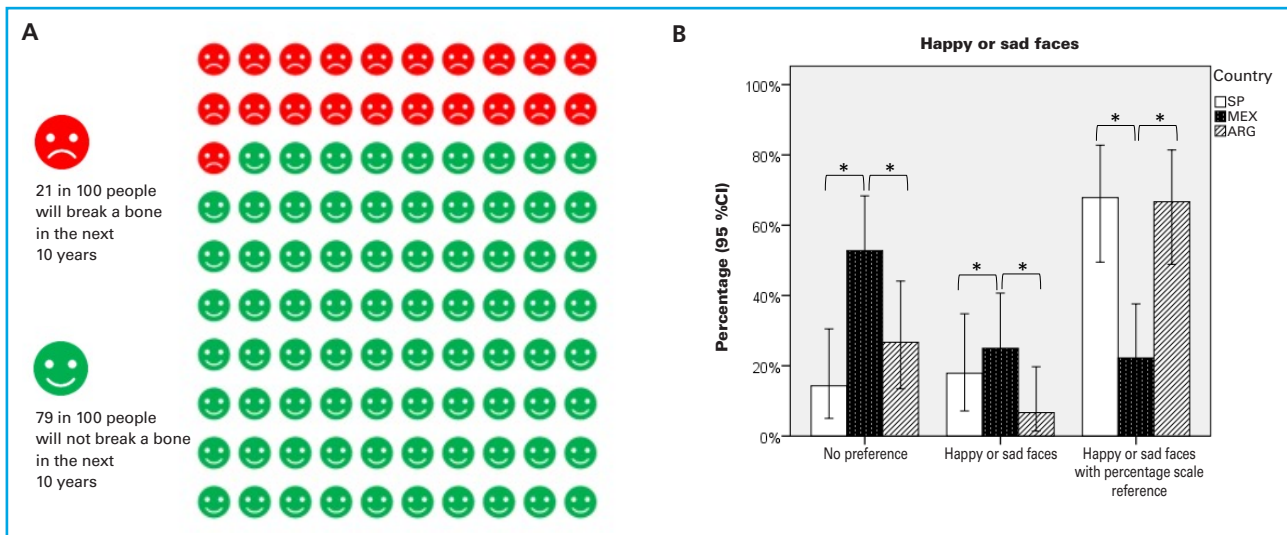 A
21 in 100 people
will break a bone
in the next
10 years
79 in 100 people
will not break a bone
in the next
10 years
B
Happy or sad faces
Country
SP
MEX
ARG
Percentage (95 %CI)
100%
80%
60%
40%
20%
0%
* *
* *
* *
No preference
Happy or sad faces
Happy or sad faces
with percentage scale
reference